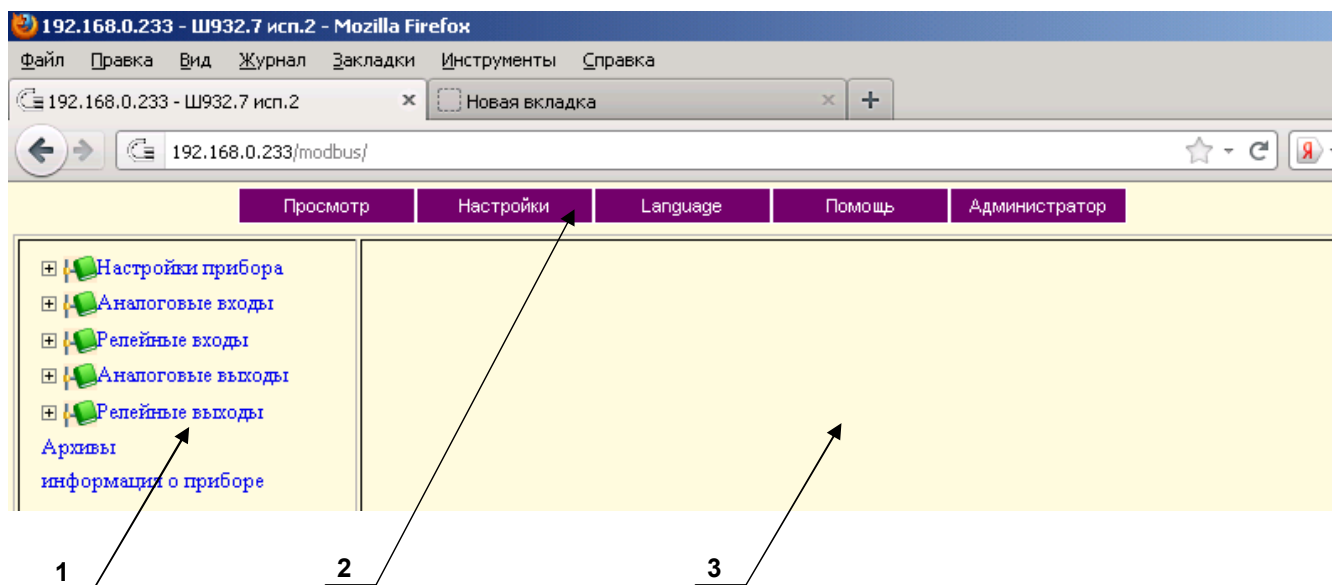 192.168.0.233 - Ш932.7 исп.2 - Mozilla Firefox
Файл Правка Вид Журнал Закладки Инструменты Справка
192.168.0.233 - Ш932.7 исп.2 × Новая вкладка × +
192.168.0.233/modbus/ Я
Просмотр Настройки Language Помощь Администратор
Настройки прибора
Аналоговые входы
Релейные входы
Аналоговые выходы
Релейные выходы
Архивы
информация о приборе
1 2 3